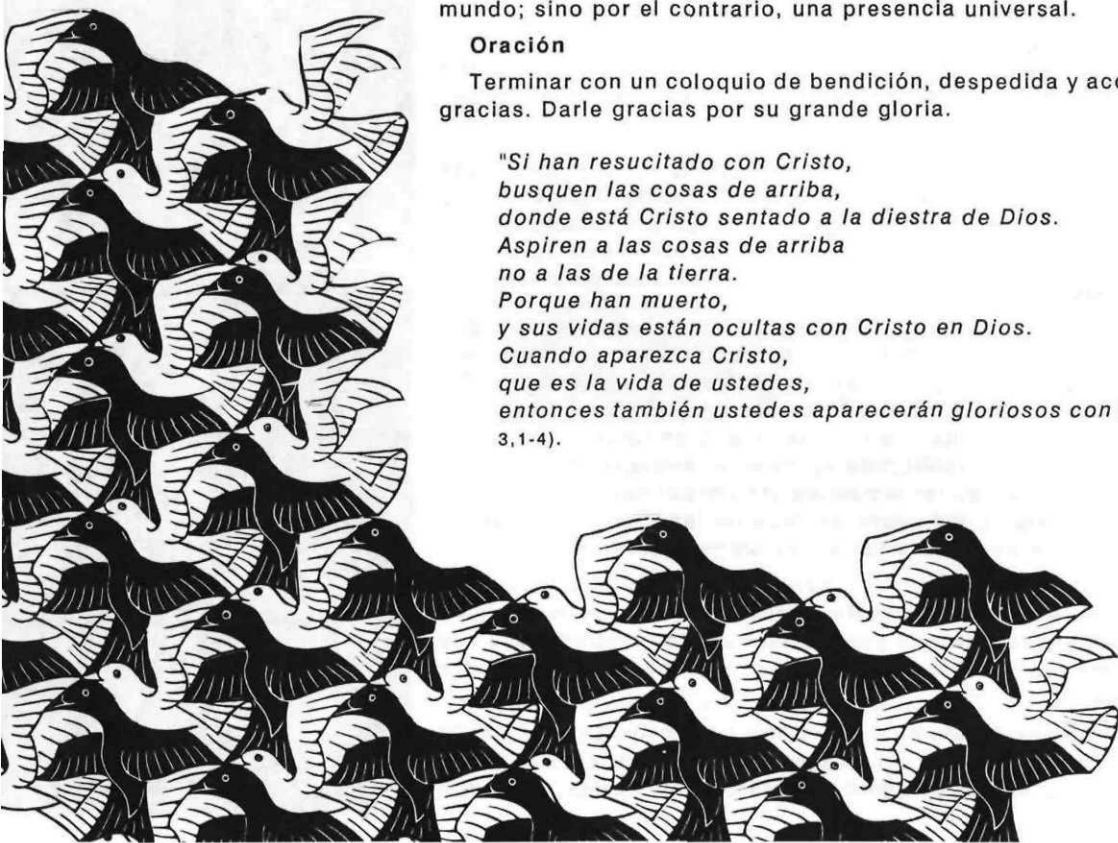 mundo; sino por el contrario, una presencia universal.
Oración
Terminar con un coloquio de bendición, despedida y
gracias. Darle gracias por su grande gloria.
"Si han resucitado con Cristo,
busquen las cosas de arriba,
donde está Cristo sentado a la diestra de Dios.
Aspiren a las cosas de arriba
no a las de la tierra.
Porque han muerto,
y sus vidas están ocultas con Cristo en Dios.
Cuando aparezca Cristo,
que es la vida de ustedes,
entonces también ustedes aparecerán gloriosos con
3,1-4).